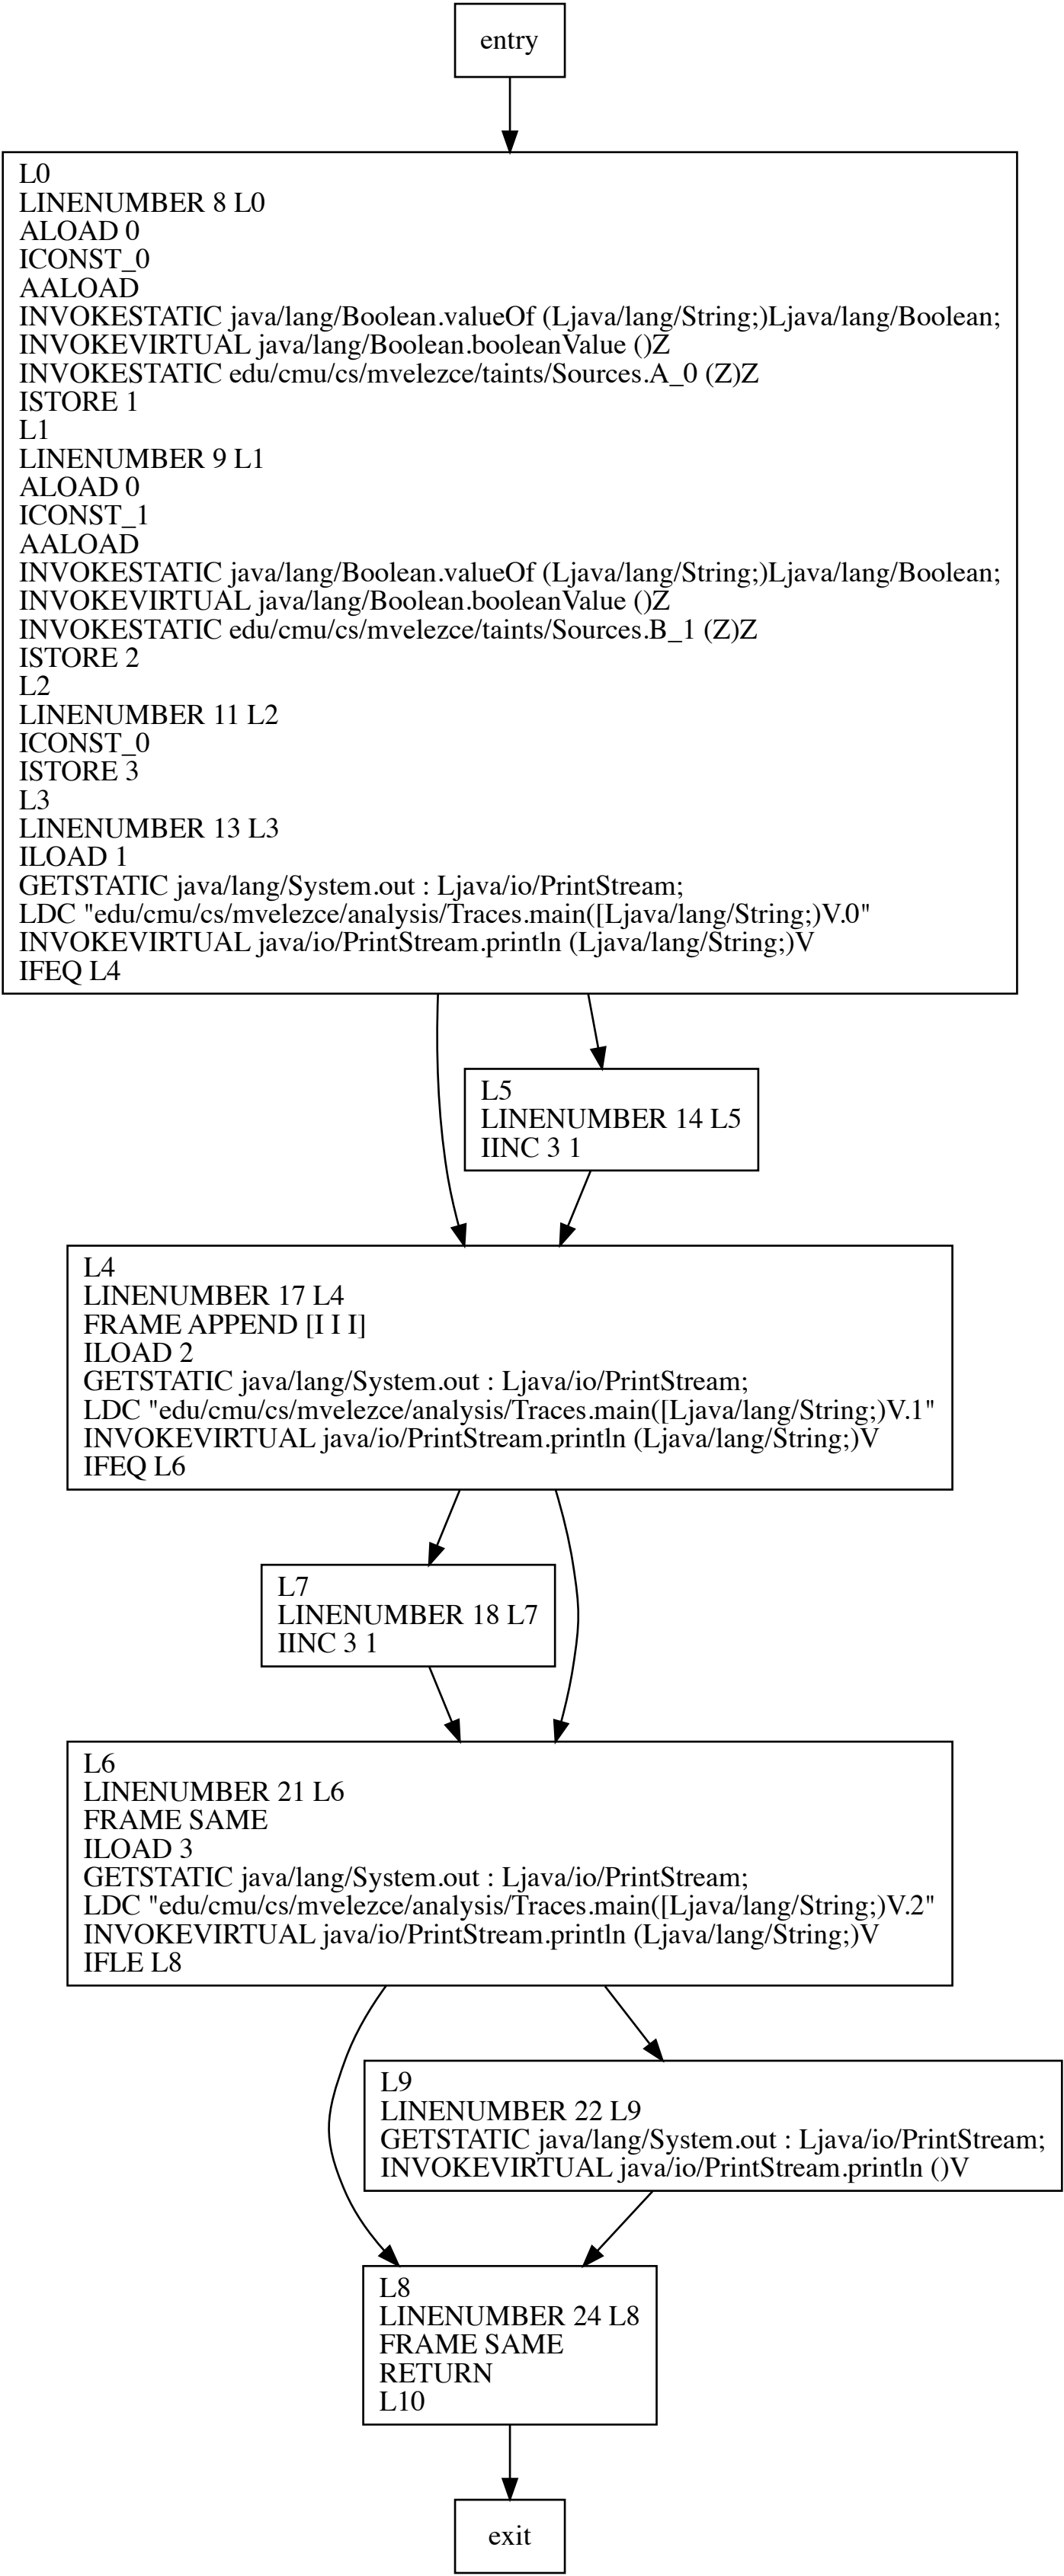 entry
L0
LINENUMBER 8 L0
ALOAD 0
ICONST_0
AALOAD
INVOKESTATIC java/lang/Boolean.valueOf (Ljava/lang/String;)Ljava/lang/Boolean;
INVOKEVIRTUAL java/lang/Boolean.booleanValue ()Z
INVOKESTATIC edu/cmu/cs/mvelezce/taints/Sources.A_0 (Z)Z
ISTORE 1
L1
LINENUMBER 9 L1
ALOAD 0
ICONST_1
AALOAD
INVOKESTATIC java/lang/Boolean.valueOf (Ljava/lang/String;)Ljava/lang/Boolean;
INVOKEVIRTUAL java/lang/Boolean.booleanValue ()Z
INVOKESTATIC edu/cmu/cs/mvelezce/taints/Sources.B_1 (Z)Z
ISTORE 2
L2
LINENUMBER 11 L2
ICONST_0
ISTORE 3
L3
LINENUMBER 13 L3
ILOAD 1
GETSTATIC java/lang/System.out : Ljava/io/PrintStream;
LDC "edu/cmu/cs/mvelezce/analysis/Traces.main([Ljava/lang/String;)V.0"
INVOKEVIRTUAL java/io/PrintStream.println (Ljava/lang/String;)V
IFEQ L4
L5
LINENUMBER 14 L5
IINC 3 1
L4
LINENUMBER 17 L4
FRAME APPEND [I I I]
ILOAD 2
GETSTATIC java/lang/System.out : Ljava/io/PrintStream;
LDC "edu/cmu/cs/mvelezce/analysis/Traces.main([Ljava/lang/String;)V.1"
INVOKEVIRTUAL java/io/PrintStream.println (Ljava/lang/String;)V
IFEQ L6
L7
LINENUMBER 18 L7
IINC 3 1
L6
LINENUMBER 21 L6
FRAME SAME
ILOAD 3
GETSTATIC java/lang/System.out : Ljava/io/PrintStream;
LDC "edu/cmu/cs/mvelezce/analysis/Traces.main([Ljava/lang/String;)V.2"
INVOKEVIRTUAL java/io/PrintStream.println (Ljava/lang/String;)V
IFLE L8
L9
LINENUMBER 22 L9
GETSTATIC java/lang/System.out : Ljava/io/PrintStream;
INVOKEVIRTUAL java/io/PrintStream.println ()V
L8
LINENUMBER 24 L8
FRAME SAME
RETURN
L10
exit